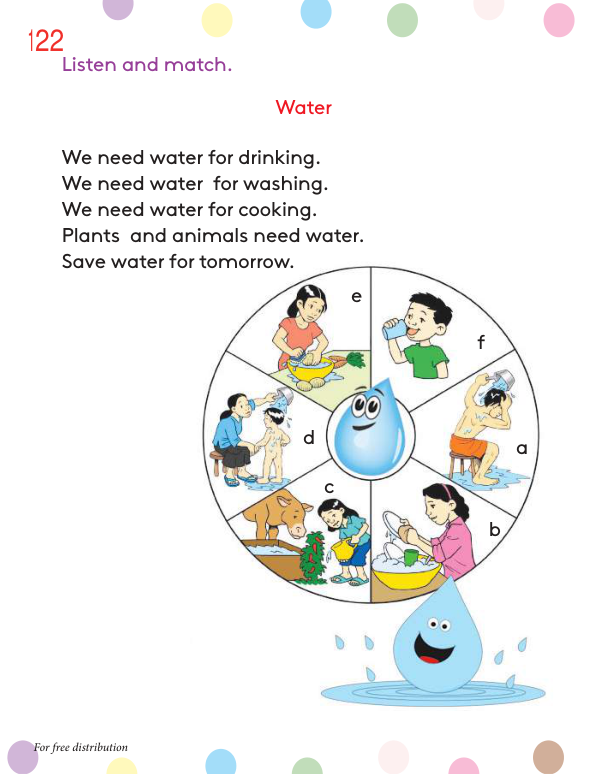 122
Listen and match.
Water
We need water for drinking.
We need water for washing.
We need water for cooking.
Plants and animals need water.
Save water for tomorrow.
e
f
d
a
c
b
For free distribution